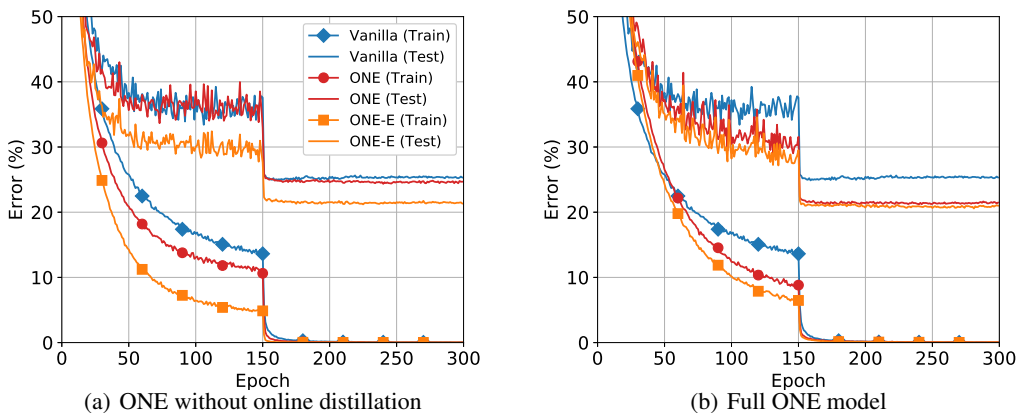 50
40
30
20
10
0
Error (%)
Vanilla (Train)
Vanilla (Test)
ONE (Train)
ONE (Test)
ONE-E (Train)
ONE-E (Test)
0 50 100 150 200 250 300
Epoch
(a) ONE without online distillation
50
40
30
20
10
0
Error (%)
0 50 100 150 200 250 300
Epoch
(b) Full ONE model